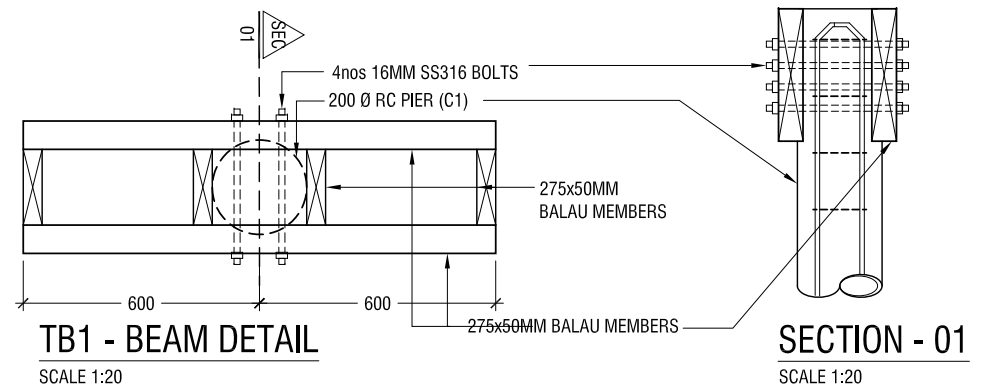 SEC
01
4nos 16MM SS316 BOLTS
200 Ø RC PIER (C1)
275x50MM
BALAU MEMBERS
600
600
275x50MM BALAU MEMBERS
TB1 - BEAM DETAIL
SCALE 1:20
SECTION - 01
SCALE 1:20